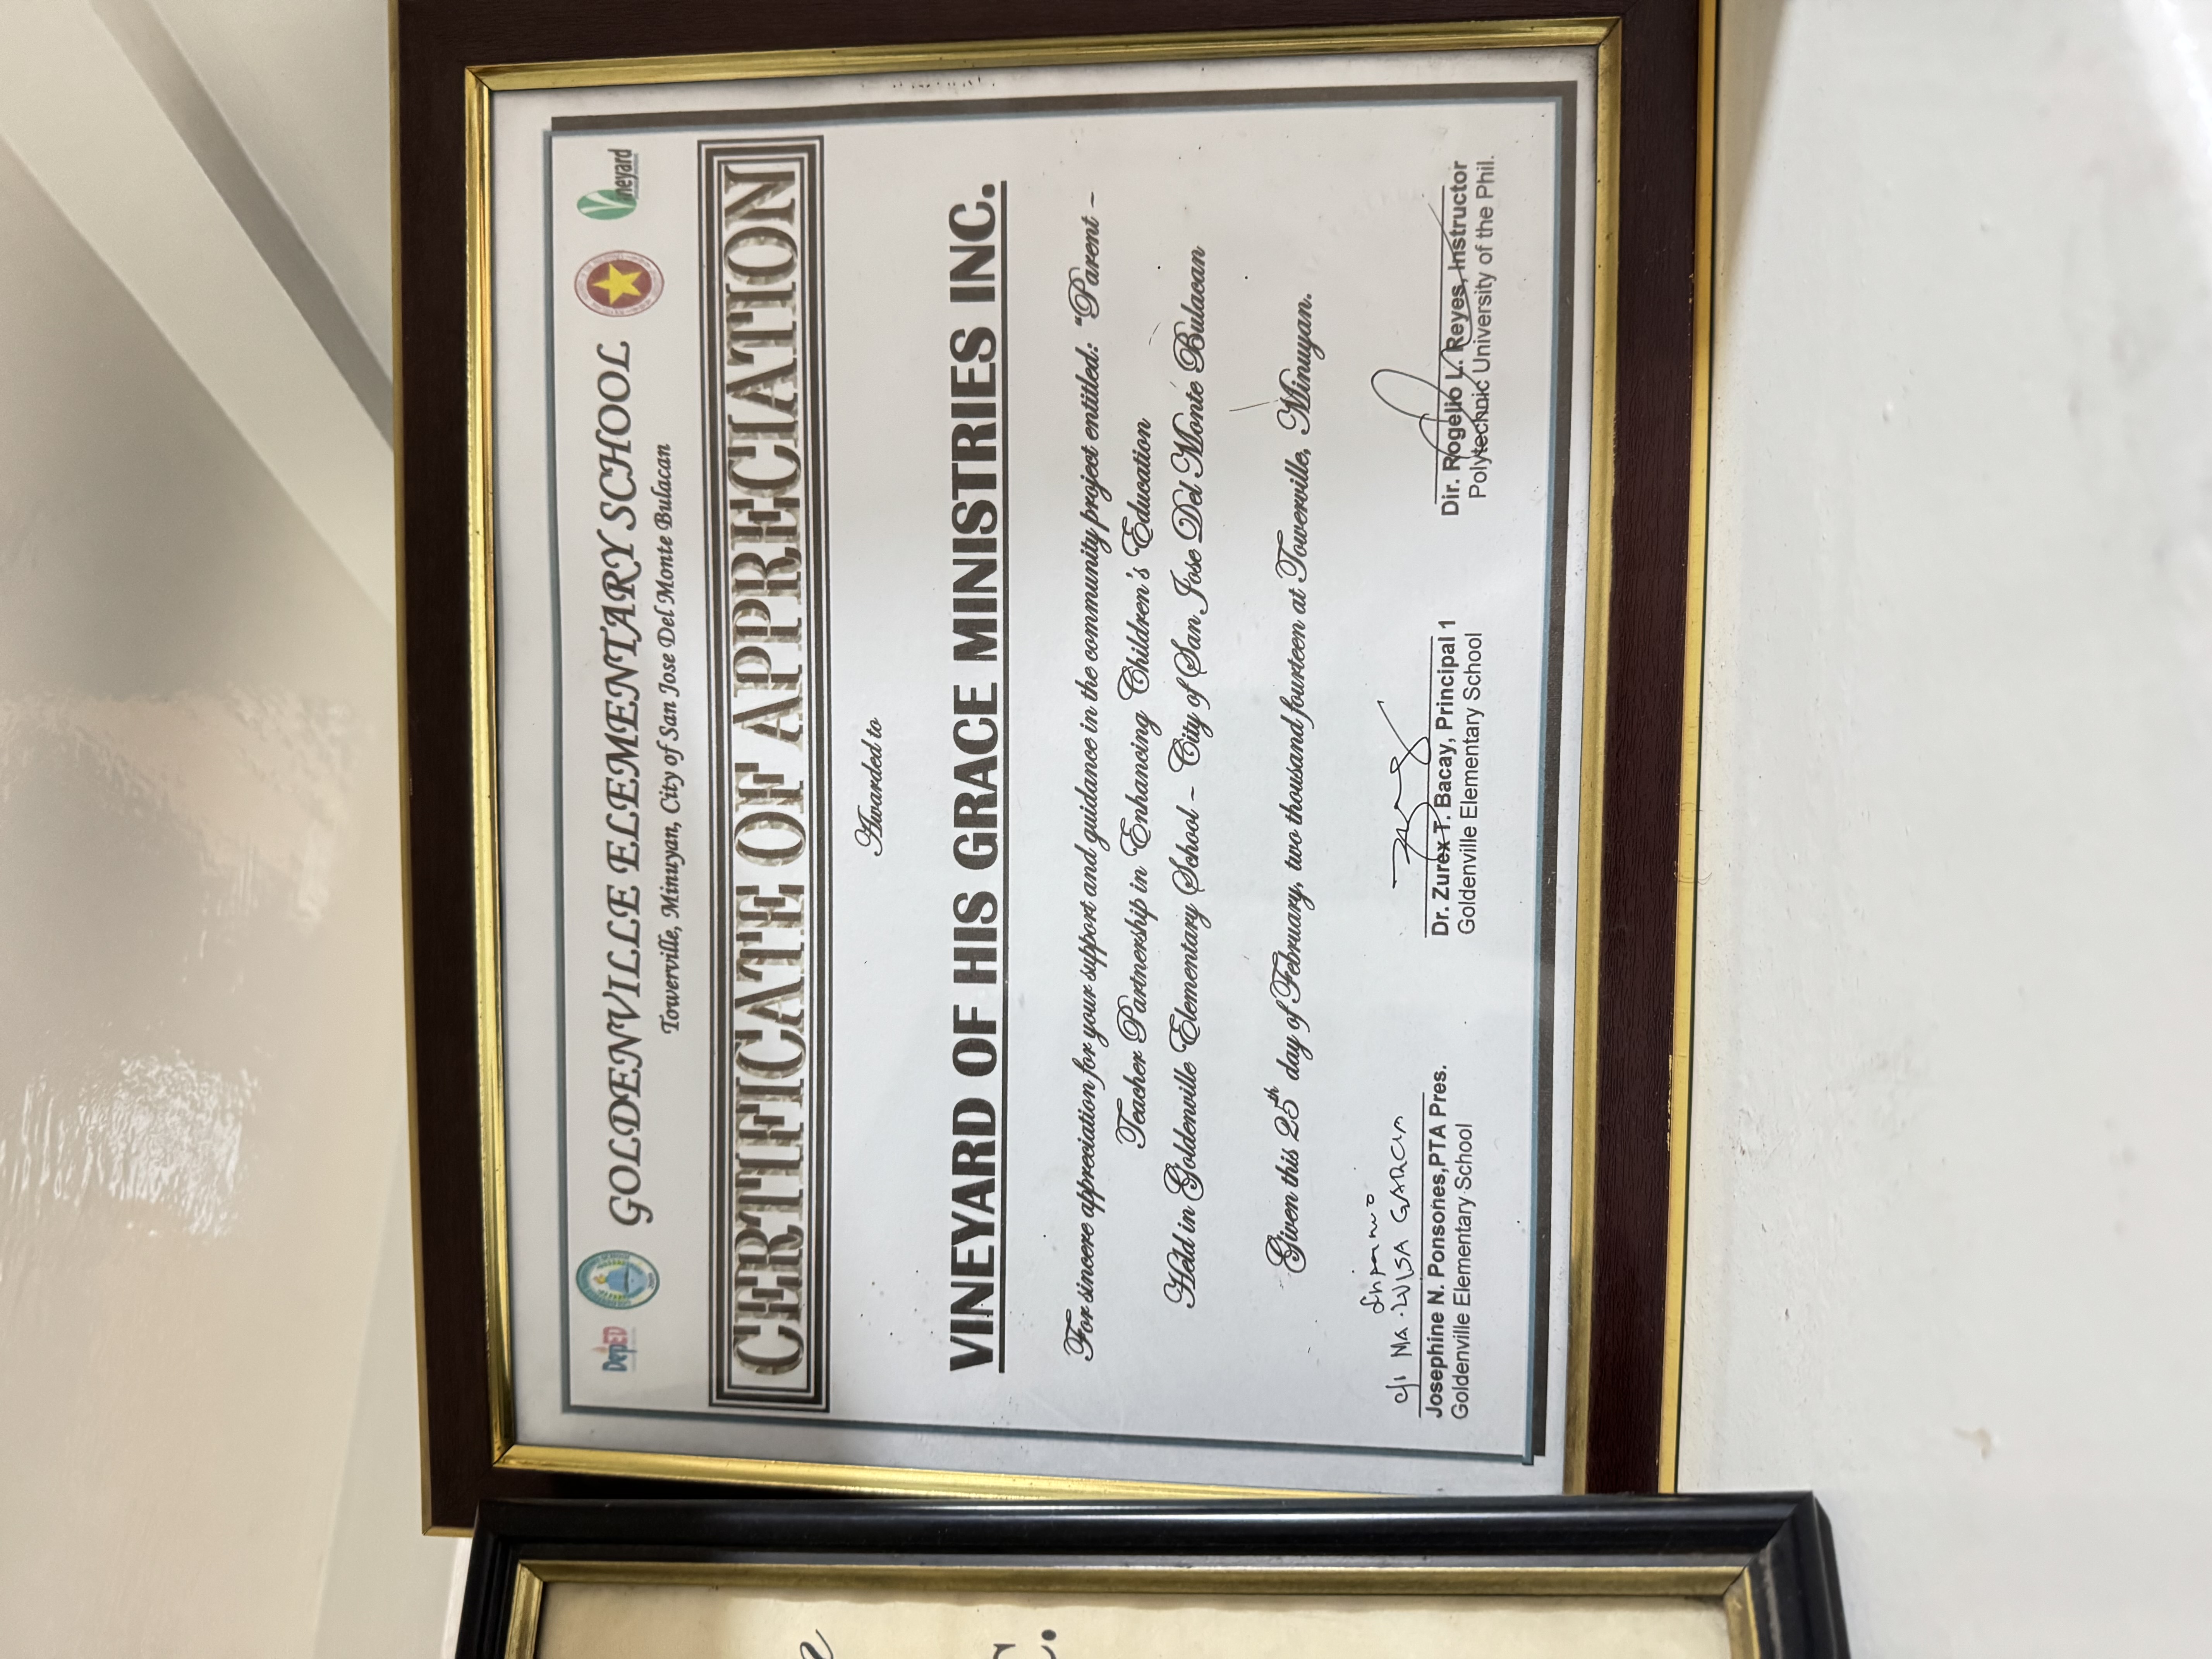 DepED
GOLDENVILLE ELEMENTARY SCHOOL
Vineyard
Towerville, Minuyan, City of San Jose Del Monte Bulacan
CERTIFICATE OF APPRECIATION
Awarded to
VINEYARD OF HIS GRACE MINISTRIES INC.
For sincere appreciation for your support and guidance in the community project entitled: “Parent –
Teacher Partnership in Enhancing Children's Education
Held in Goldenville Elementary School – City of San Jose Del Monte Bulacan
Given this 25th day of February, two thousand fourteen at Towerville, Minuyan.
MA. LUISA GARCIA
Josephine N. Ponsones,PTA Pres.
Goldenville Elementary School
Dr. Zurex T. Bacay, Principal 1
Goldenville Elementary School
Dir. Rogelio L. Reyes, Instructor
Polytechnic University of the Phil.